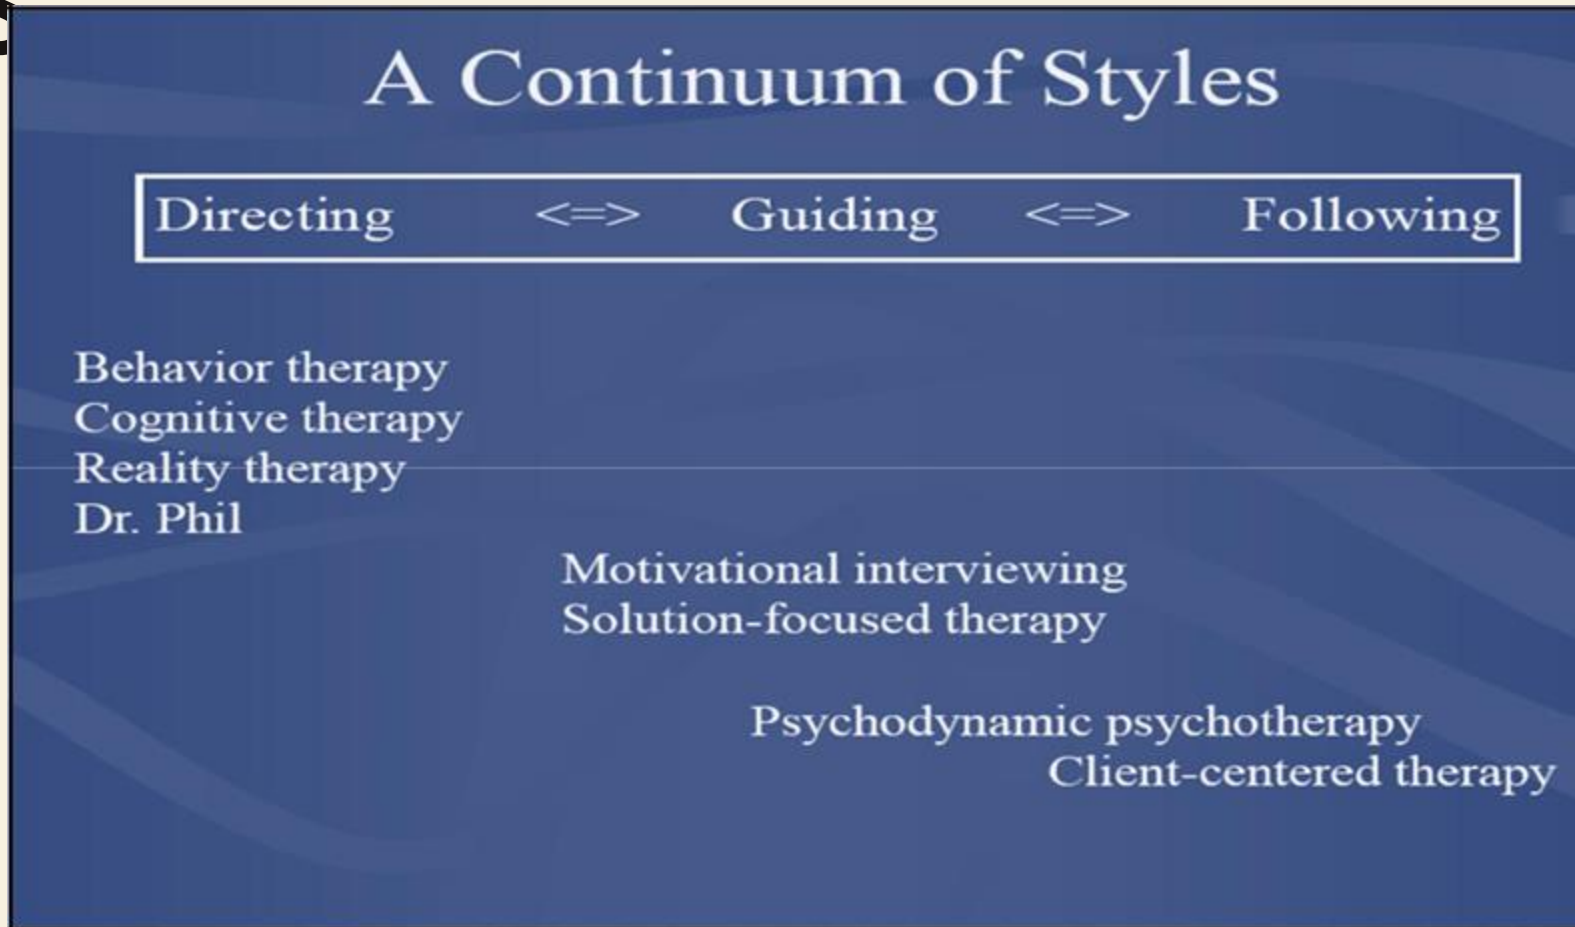 A Continuum of Styles
Directing <=> Guiding <=> Following
Behavior therapy
Cognitive therapy
Reality therapy
Dr. Phil
Motivational interviewing
Solution-focused therapy
Psychodynamic psychotherapy
Client-centered therapy